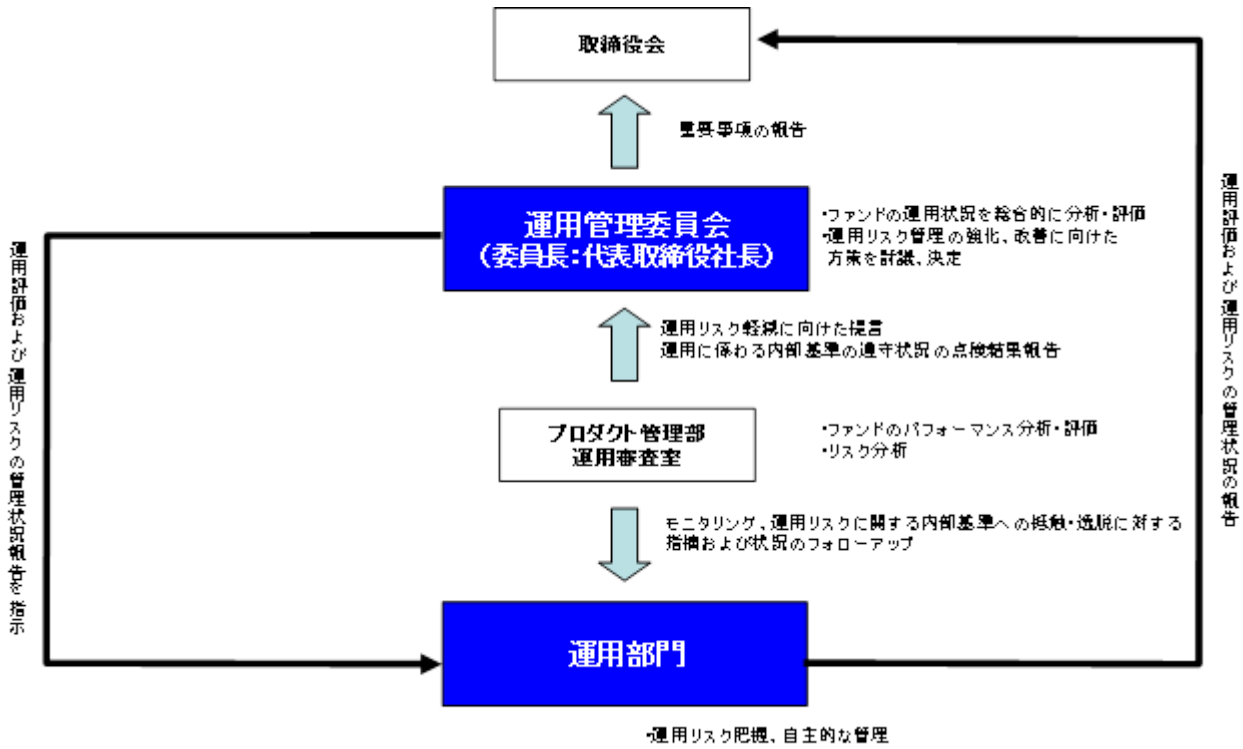 取締役会
重要事項の報告
運用管理委員会
(委員長:代表取締役社長)
・ファンドの運用状況を総合的に分析・評価
・運用リスク管理の強化、改善に向けた
方策を討議、決定
運用リスク軽減に向けた提言
運用に係わる内部基準の遵守状況の点検結果報告
プロダクト管理部
運用審査室
・ファンドのパフォーマンス分析・評価
・リスク分析
モニタリング、運用リスクに関する内部基準への抵触・逸脱に対する
指摘および状況のフォローアップ
運用部門
・運用リスク把握、自主的な管理
運用評価および運用リスクの管理状況報告を指示
運用評価および運用リスクの管理状況の報告